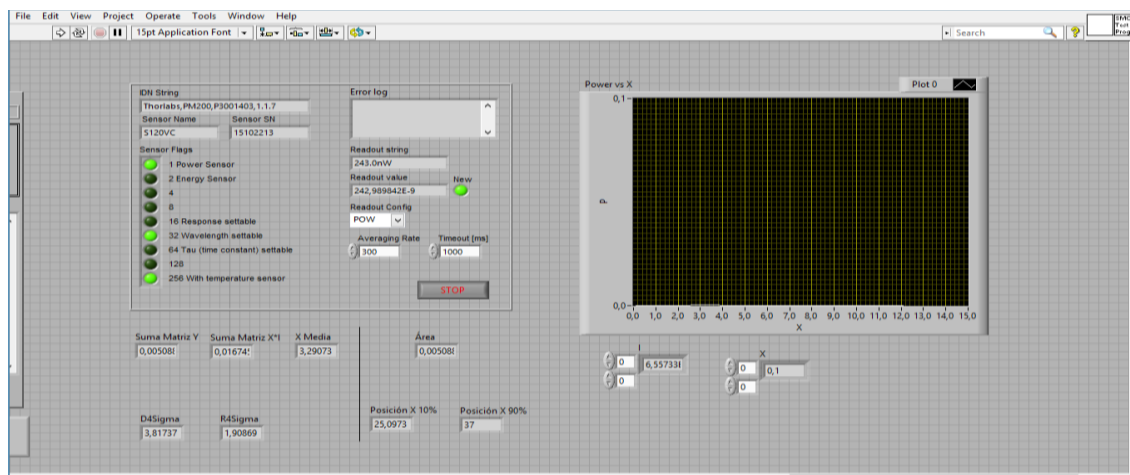 File Edit View Project Operate Tools Window Help
15pt Application Font
Search
SMC
Test
Prog
IDN String
Thorlabs,PM200,P3001403,1.1.7
Sensor Name Sensor SN
S120VC 15102213
Sensor Flags
1 Power Sensor
2 Energy Sensor
4
8
16 Response settable
32 Wavelength settable
64 Tau (time constant) settable
128
256 With temperature sensor
Error log
Readout string
243.0nW
Readout value New
242,989842E-9
Readout Config
POW
Averaging Rate Timeout [ms]
300 1000
STOP
Power vs X
Plot 0
0,1
P
0,0
0,0 1,0 2,0 3,0 4,0 5,0 6,0 7,0 8,0 9,0 10,0 11,0 12,0 13,0 14,0 15,0
X
Suma Matriz Y Suma Matriz X*I X Media Área
0,00508 0,01674 3,29073 0,00508
I X
0 6,55733 0 0,1
0 0
D4Sigma R4Sigma Posición X 10% Posición X 90%
3,81737 1,90869 25,0973 37